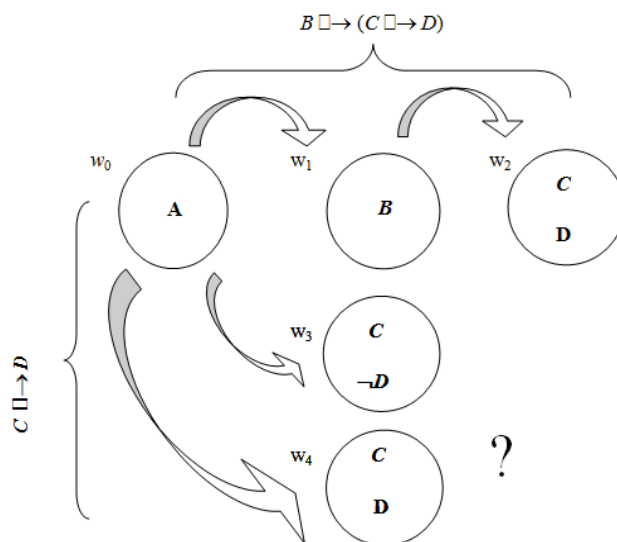 B □→ (C □→ D)
w₀ w₁ w₂
A B C
D
w₃ C
¬D
C □→ D
w₄ C
D
?